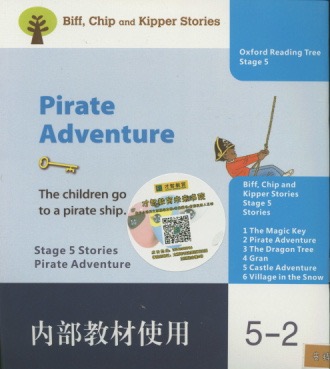 Biff, Chip and Kipper Stories
Oxford Reading Tree
Stage 5
Pirate
Adventure
The children go
to a pirate ship.
Stage 5 Stories
Pirate Adventure
Biff, Chip and
Kipper Stories
Stage 5
Stories
1 The Magic Key
2 Pirate Adventure
3 The Dragon Tree
4 Gran
5 Castle Adventure
6 Village in the Snow
内部教材使用
5-2